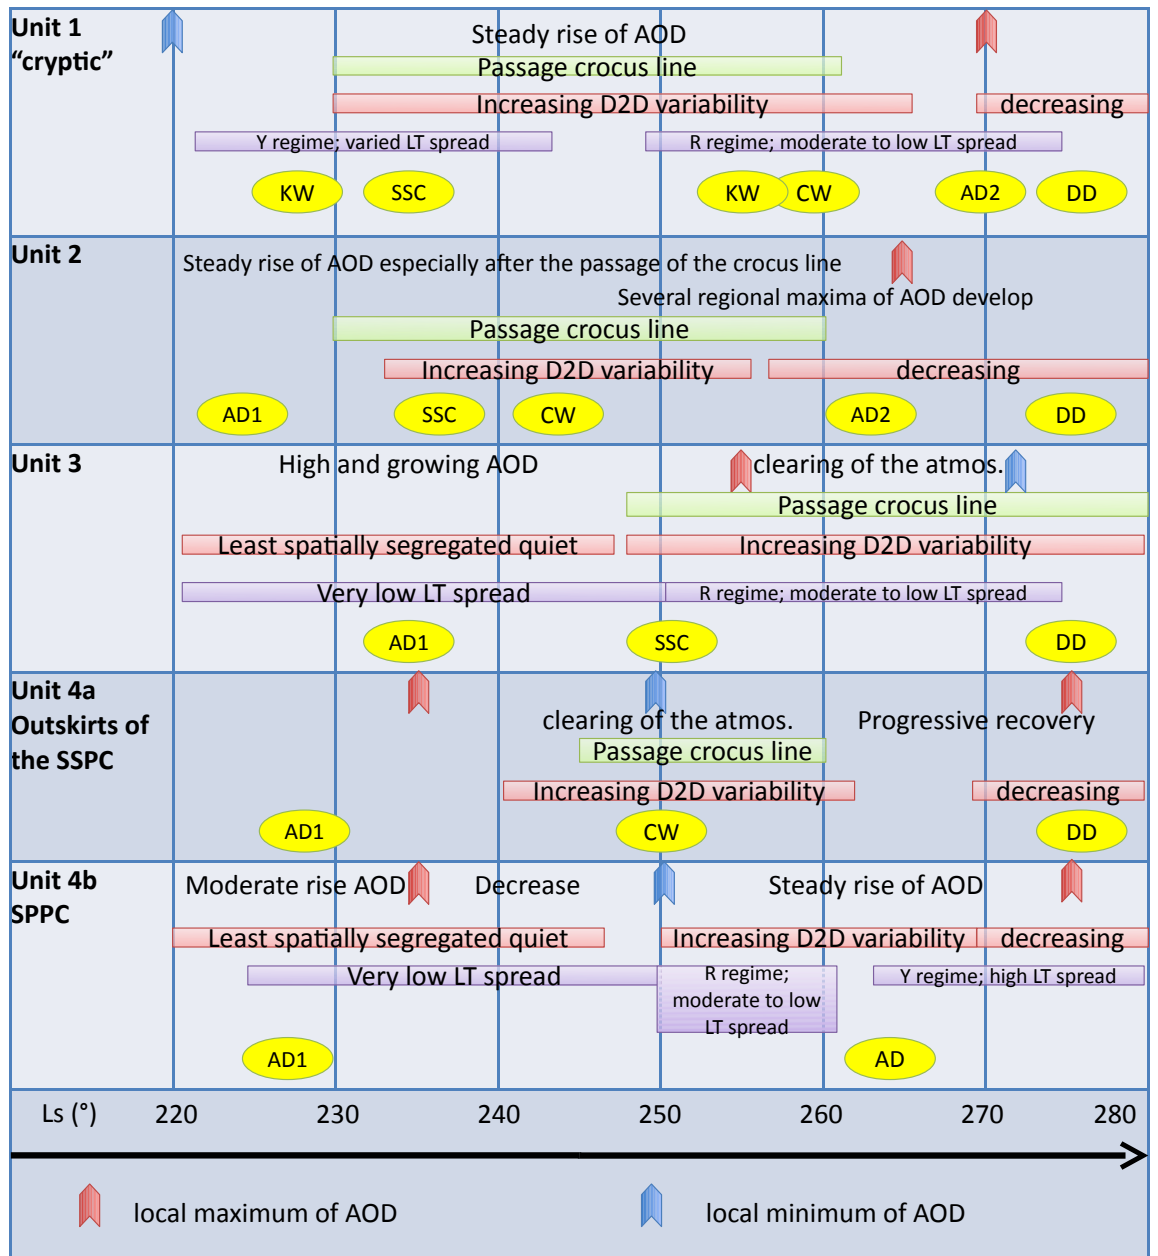 Unit 1
“cryptic”
Steady rise of AOD
Passage crocus line
Increasing D2D variability
decreasing
Y regime; varied LT spread
R regime; moderate to low LT spread
KW
SSC
KW
CW
AD2
DD
Unit 2
Steady rise of AOD especially after the passage of the crocus line
Several regional maxima of AOD develop
Passage crocus line
Increasing D2D variability
decreasing
AD1
SSC
CW
AD2
DD
Unit 3
High and growing AOD
clearing of the atmos.
Passage crocus line
Least spatially segregated quiet
Increasing D2D variability
Very low LT spread
R regime; moderate to low LT spread
AD1
SSC
DD
Unit 4a
Outskirts of
the SSPC
clearing of the atmos.
Progressive recovery
Passage crocus line
Increasing D2D variability
decreasing
AD1
CW
DD
Unit 4b
SPPC
Moderate rise AOD
Decrease
Steady rise of AOD
Least spatially segregated quiet
Increasing D2D variability
decreasing
Very low LT spread
R regime;
moderate to low
LT spread
Y regime; high LT spread
AD1
AD
Ls (°)
220
230
240
250
260
270
280
local maximum of AOD
local minimum of AOD